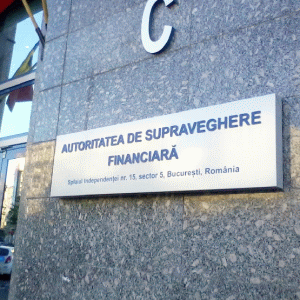 C
AUTORITATEA DE SUPRAVEGHERE
FINANCIARĂ
Splaiul Independenței nr. 15, sector 5, București, România